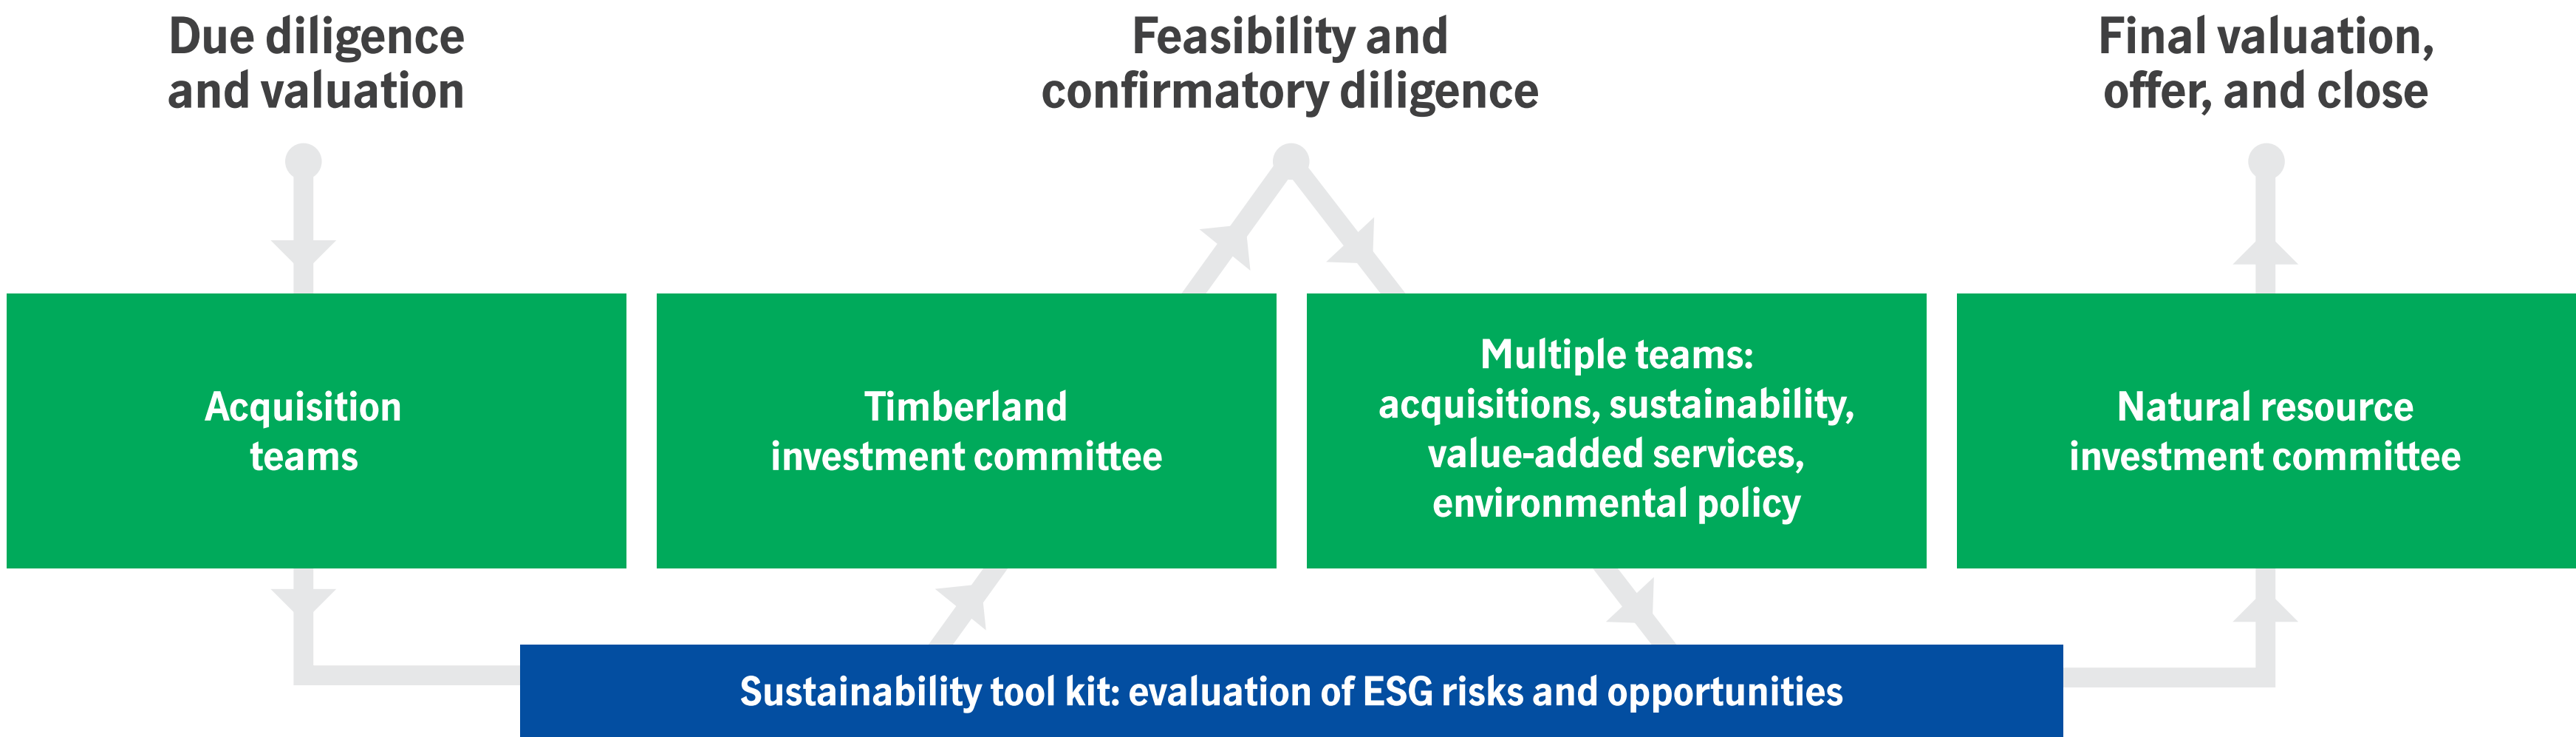 Due diligence
and valuation
Feasibility and
confirmatory diligence
Final valuation,
offer, and close
Acquisition
teams
Timberland
investment committee
Multiple teams:
acquisitions, sustainability,
value-added services,
environmental policy
Natural resource
investment committee
Sustainability tool kit: evaluation of ESG risks and opportunities